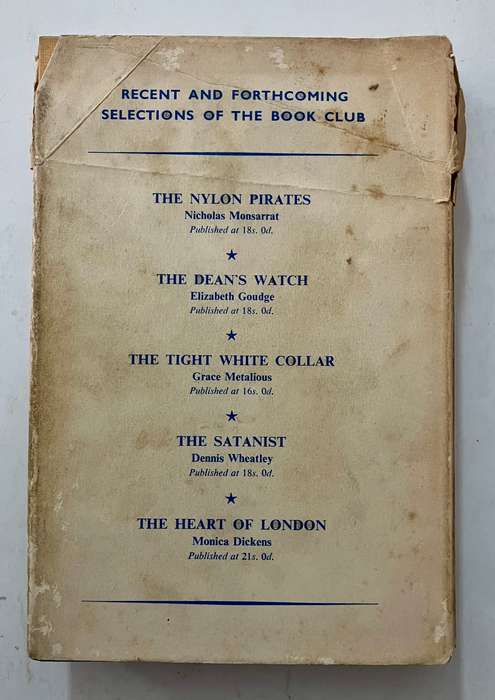 RECENT AND FORTHCOMING
SELECTIONS OF THE BOOK CLUB
THE NYLON PIRATES
Nicholas Monsarrat
Published at 18s. 0d.
★
THE DEAN'S WATCH
Elizabeth Goudge
Published at 18s. 0d.
★
THE TIGHT WHITE COLLAR
Grace Metalious
Published at 16s. 0d.
★
THE SATANIST
Dennis Wheatley
Published at 18s. 0d.
★
THE HEART OF LONDON
Monica Dickens
Published at 21s. 0d.